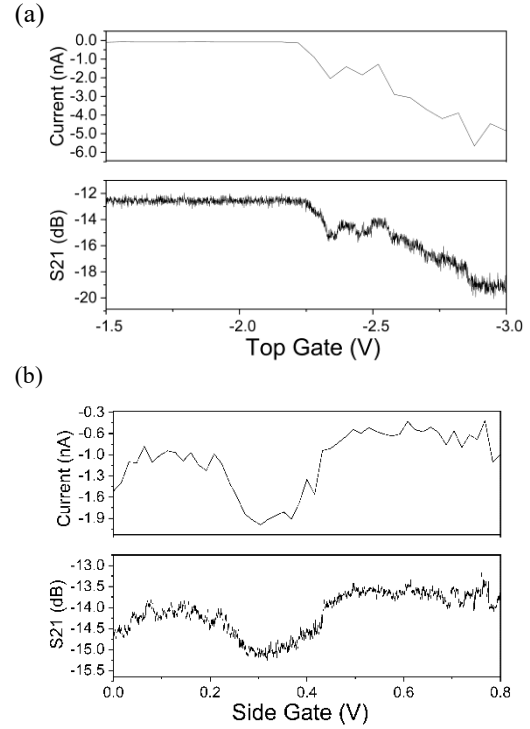 (a)
0.0
-1.0
-2.0
-3.0
-4.0
-5.0
-6.0
Current (nA)
-12
-14
-16
-18
-20
S21 (dB)
-1.5 -2.0 -2.5 -3.0
Top Gate (V)
(b)
-0.3
-0.6
-1.0
-1.3
-1.6
-1.9
Current (nA)
-13.0
-13.5
-14.0
-14.5
-15.0
-15.5
S21 (dB)
0.0 0.2 0.4 0.6 0.8
Side Gate (V)